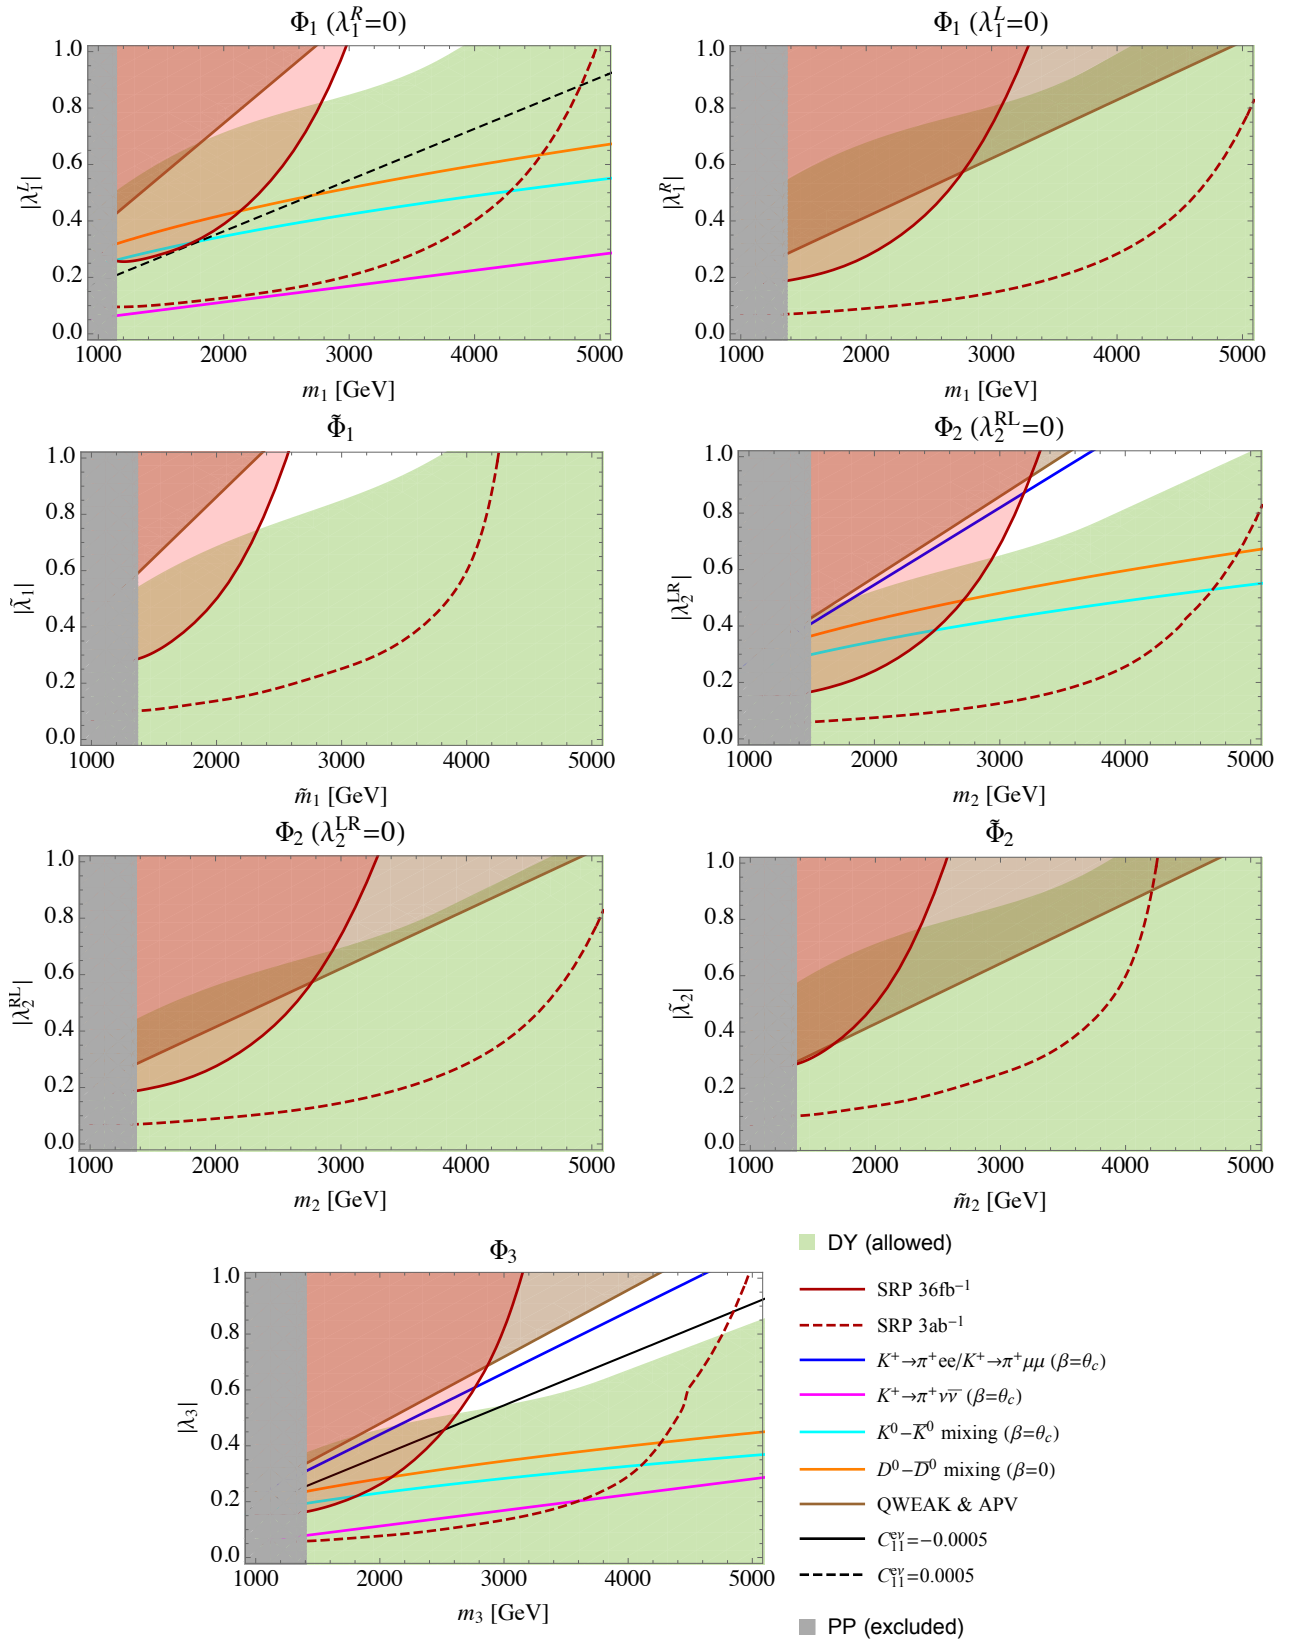 Φ₁ (λ₁ᴿ=0)
1.0
0.8
0.6
0.4
0.2
0.0
|λ₁ᴸ|
1000 2000 3000 4000 5000
m₁ [GeV]
Φ₁ (λ₁ᴸ=0)
1.0
0.8
0.6
0.4
0.2
0.0
|λ₁ᴿ|
1000 2000 3000 4000 5000
m₁ [GeV]
Φ̃₁
1.0
0.8
0.6
0.4
0.2
0.0
|λ̃₁|
1000 2000 3000 4000 5000
m̃₁ [GeV]
Φ₂ (λ₂ᴿᴸ=0)
1.0
0.8
0.6
0.4
0.2
0.0
|λ₂ᴸᴿ|
1000 2000 3000 4000 5000
m₂ [GeV]
Φ₂ (λ₂ᴸᴿ=0)
1.0
0.8
0.6
0.4
0.2
0.0
|λ₂ᴿᴸ|
1000 2000 3000 4000 5000
m₂ [GeV]
Φ̃₂
1.0
0.8
0.6
0.4
0.2
0.0
|λ̃₂|
1000 2000 3000 4000 5000
m̃₂ [GeV]
Φ₃
1.0
0.8
0.6
0.4
0.2
0.0
|λ₃|
1000 2000 3000 4000 5000
m₃ [GeV]
DY (allowed)
SRP 36fb⁻¹
SRP 3ab⁻¹
K⁺→π⁺ee/K⁺→π⁺μμ (β=θ_c)
K⁺→π⁺νν̅ (β=θ_c)
K⁰−K̅⁰ mixing (β=θ_c)
D⁰−D̅⁰ mixing (β=0)
QWEAK & APV
C₁₁ᵉᵛ=−0.0005
C₁₁ᵉᵛ=0.0005
PP (excluded)